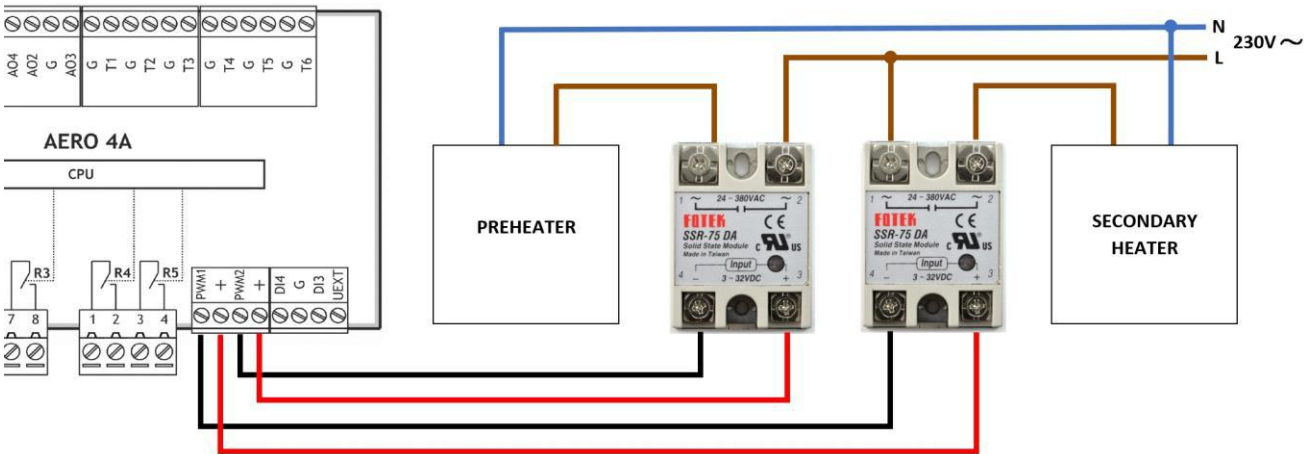 AO4 AO2 G AO3 G T1 G T2 G T3 G T4 G T5 G T6
AERO 4A
CPU
R3
R4
R5
7 8
1 2 3 4
PWM1 + PWM2 + DI4 G DI3 UEXT
PREHEATER
1 ~ 24 - 380VAC ~ 2
FOTEK
CE
SSR-75 DA
Solid State Module
Made in Taiwan
C RU US
Input
4 - 3 - 32VDC + 3
1 ~ 24 - 380VAC ~ 2
FOTEK
CE
SSR-75 DA
Solid State Module
Made in Taiwan
C RU US
Input
4 - 3 - 32VDC + 3
SECONDARY
HEATER
N
L
230V ~